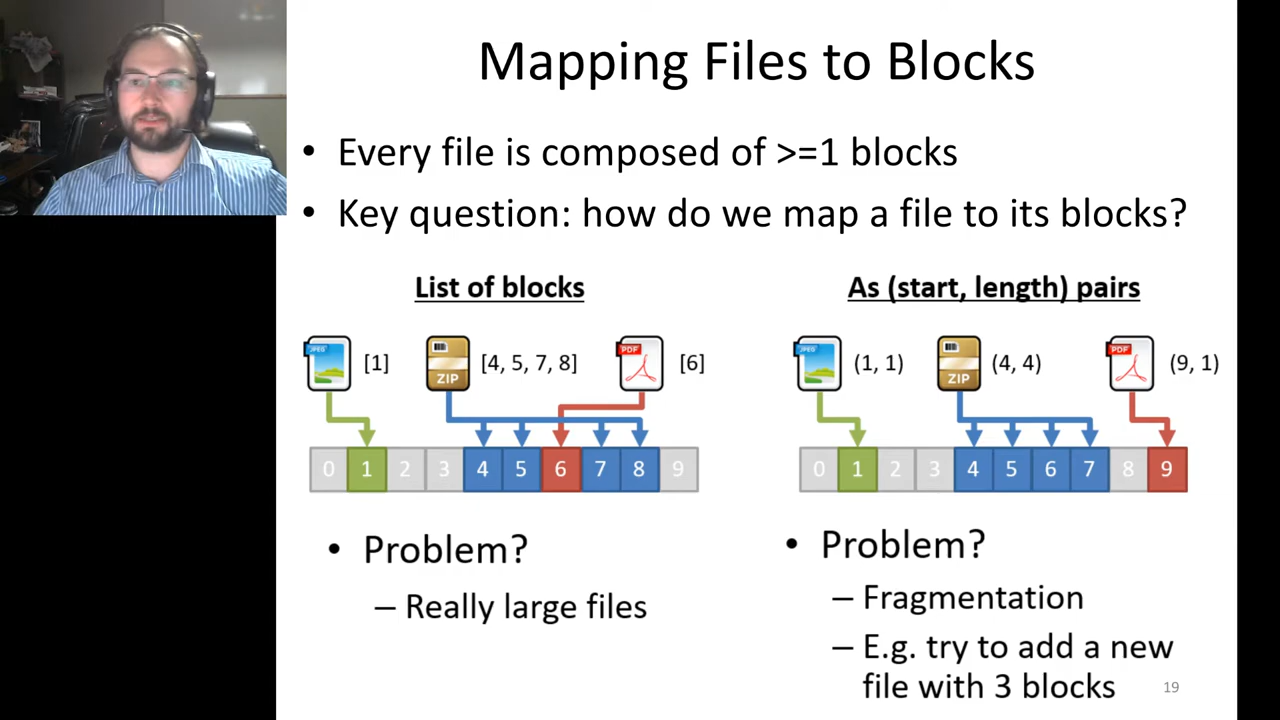 Mapping Files to Blocks
• Every file is composed of >=1 blocks
• Key question: how do we map a file to its blocks?
List of blocks
JPEG [1] ZIP [4, 5, 7, 8] PDF [6]
0 1 2 3 4 5 6 7 8 9
• Problem?
– Really large files
As (start, length) pairs
JPEG (1, 1) ZIP (4, 4) PDF (9, 1)
0 1 2 3 4 5 6 7 8 9
• Problem?
– Fragmentation
– E.g. try to add a new
file with 3 blocks
19